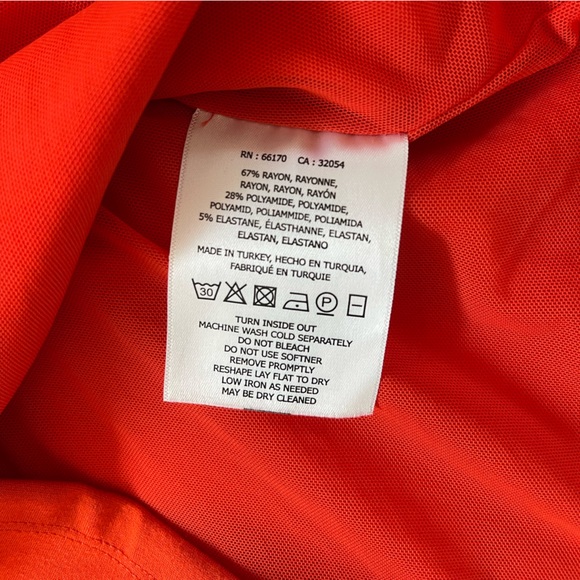 RN : 66170 CA : 32054
67% RAYON, RAYONNE,
RAYON, RAYON, RAYÓN
28% POLYAMIDE, POLYAMIDE,
POLYAMID, POLIAMMIDE, POLIAMIDA
5% ELASTANE, ÉLASTHANNE, ELASTAN,
ELASTAN, ELASTANO
MADE IN TURKEY, HECHO EN TURQUIA,
FABRIQUÉ EN TURQUIE
30 P
TURN INSIDE OUT
MACHINE WASH COLD SEPARATELY
DO NOT BLEACH
DO NOT USE SOFTNER
REMOVE PROMPTLY
RESHAPE LAY FLAT TO DRY
LOW IRON AS NEEDED
MAY BE DRY CLEANED